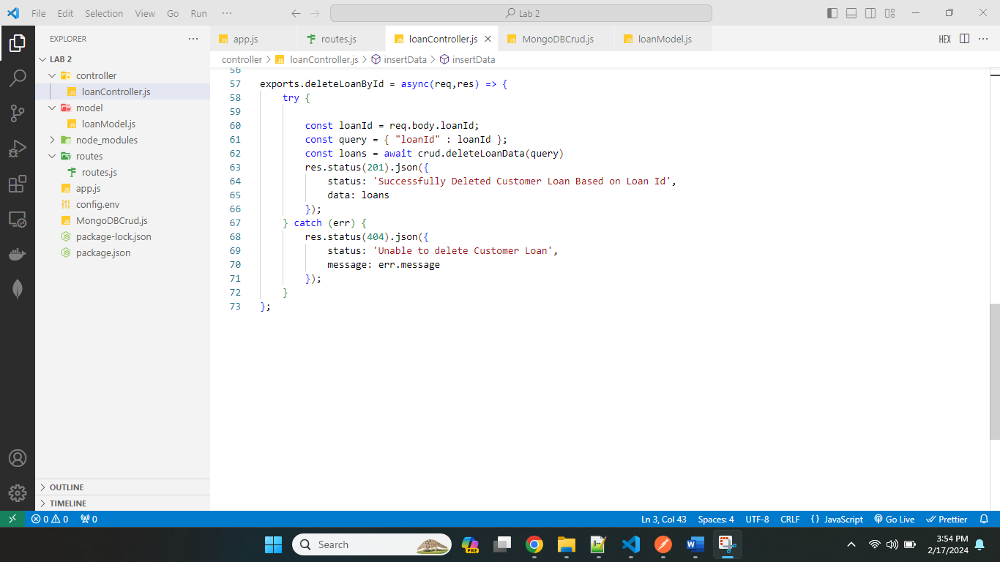 File Edit Selection View Go Run ··· Lab 2
EXPLORER ···
LAB 2
controller
loanController.js
model
loanModel.js
node_modules
routes
routes.js
app.js
config.env
MongoDBCrud.js
package-lock.json
package.json
OUTLINE
TIMELINE
app.js routes.js loanController.js MongoDBCrud.js loanModel.js HEX ···
controller > loanController.js > insertData > insertData
56
57 exports.deleteLoanById = async(req,res) => {
58 try {
59
60 const loanId = req.body.loanId;
61 const query = { "loanId" : loanId };
62 const loans = await crud.deleteLoanData(query)
63 res.status(201).json({
64 status: 'Successfully Deleted Customer Loan Based on Loan Id',
65 data: loans
66 });
67 } catch (err) {
68 res.status(404).json({
69 status: 'Unable to delete Customer Loan',
70 message: err.message
71 });
72 }
73 };
0 0 0 Ln 3, Col 43 Spaces: 4 UTF-8 CRLF {} JavaScript Go Live Prettier
Search PRE
3:54 PM
2/17/2024